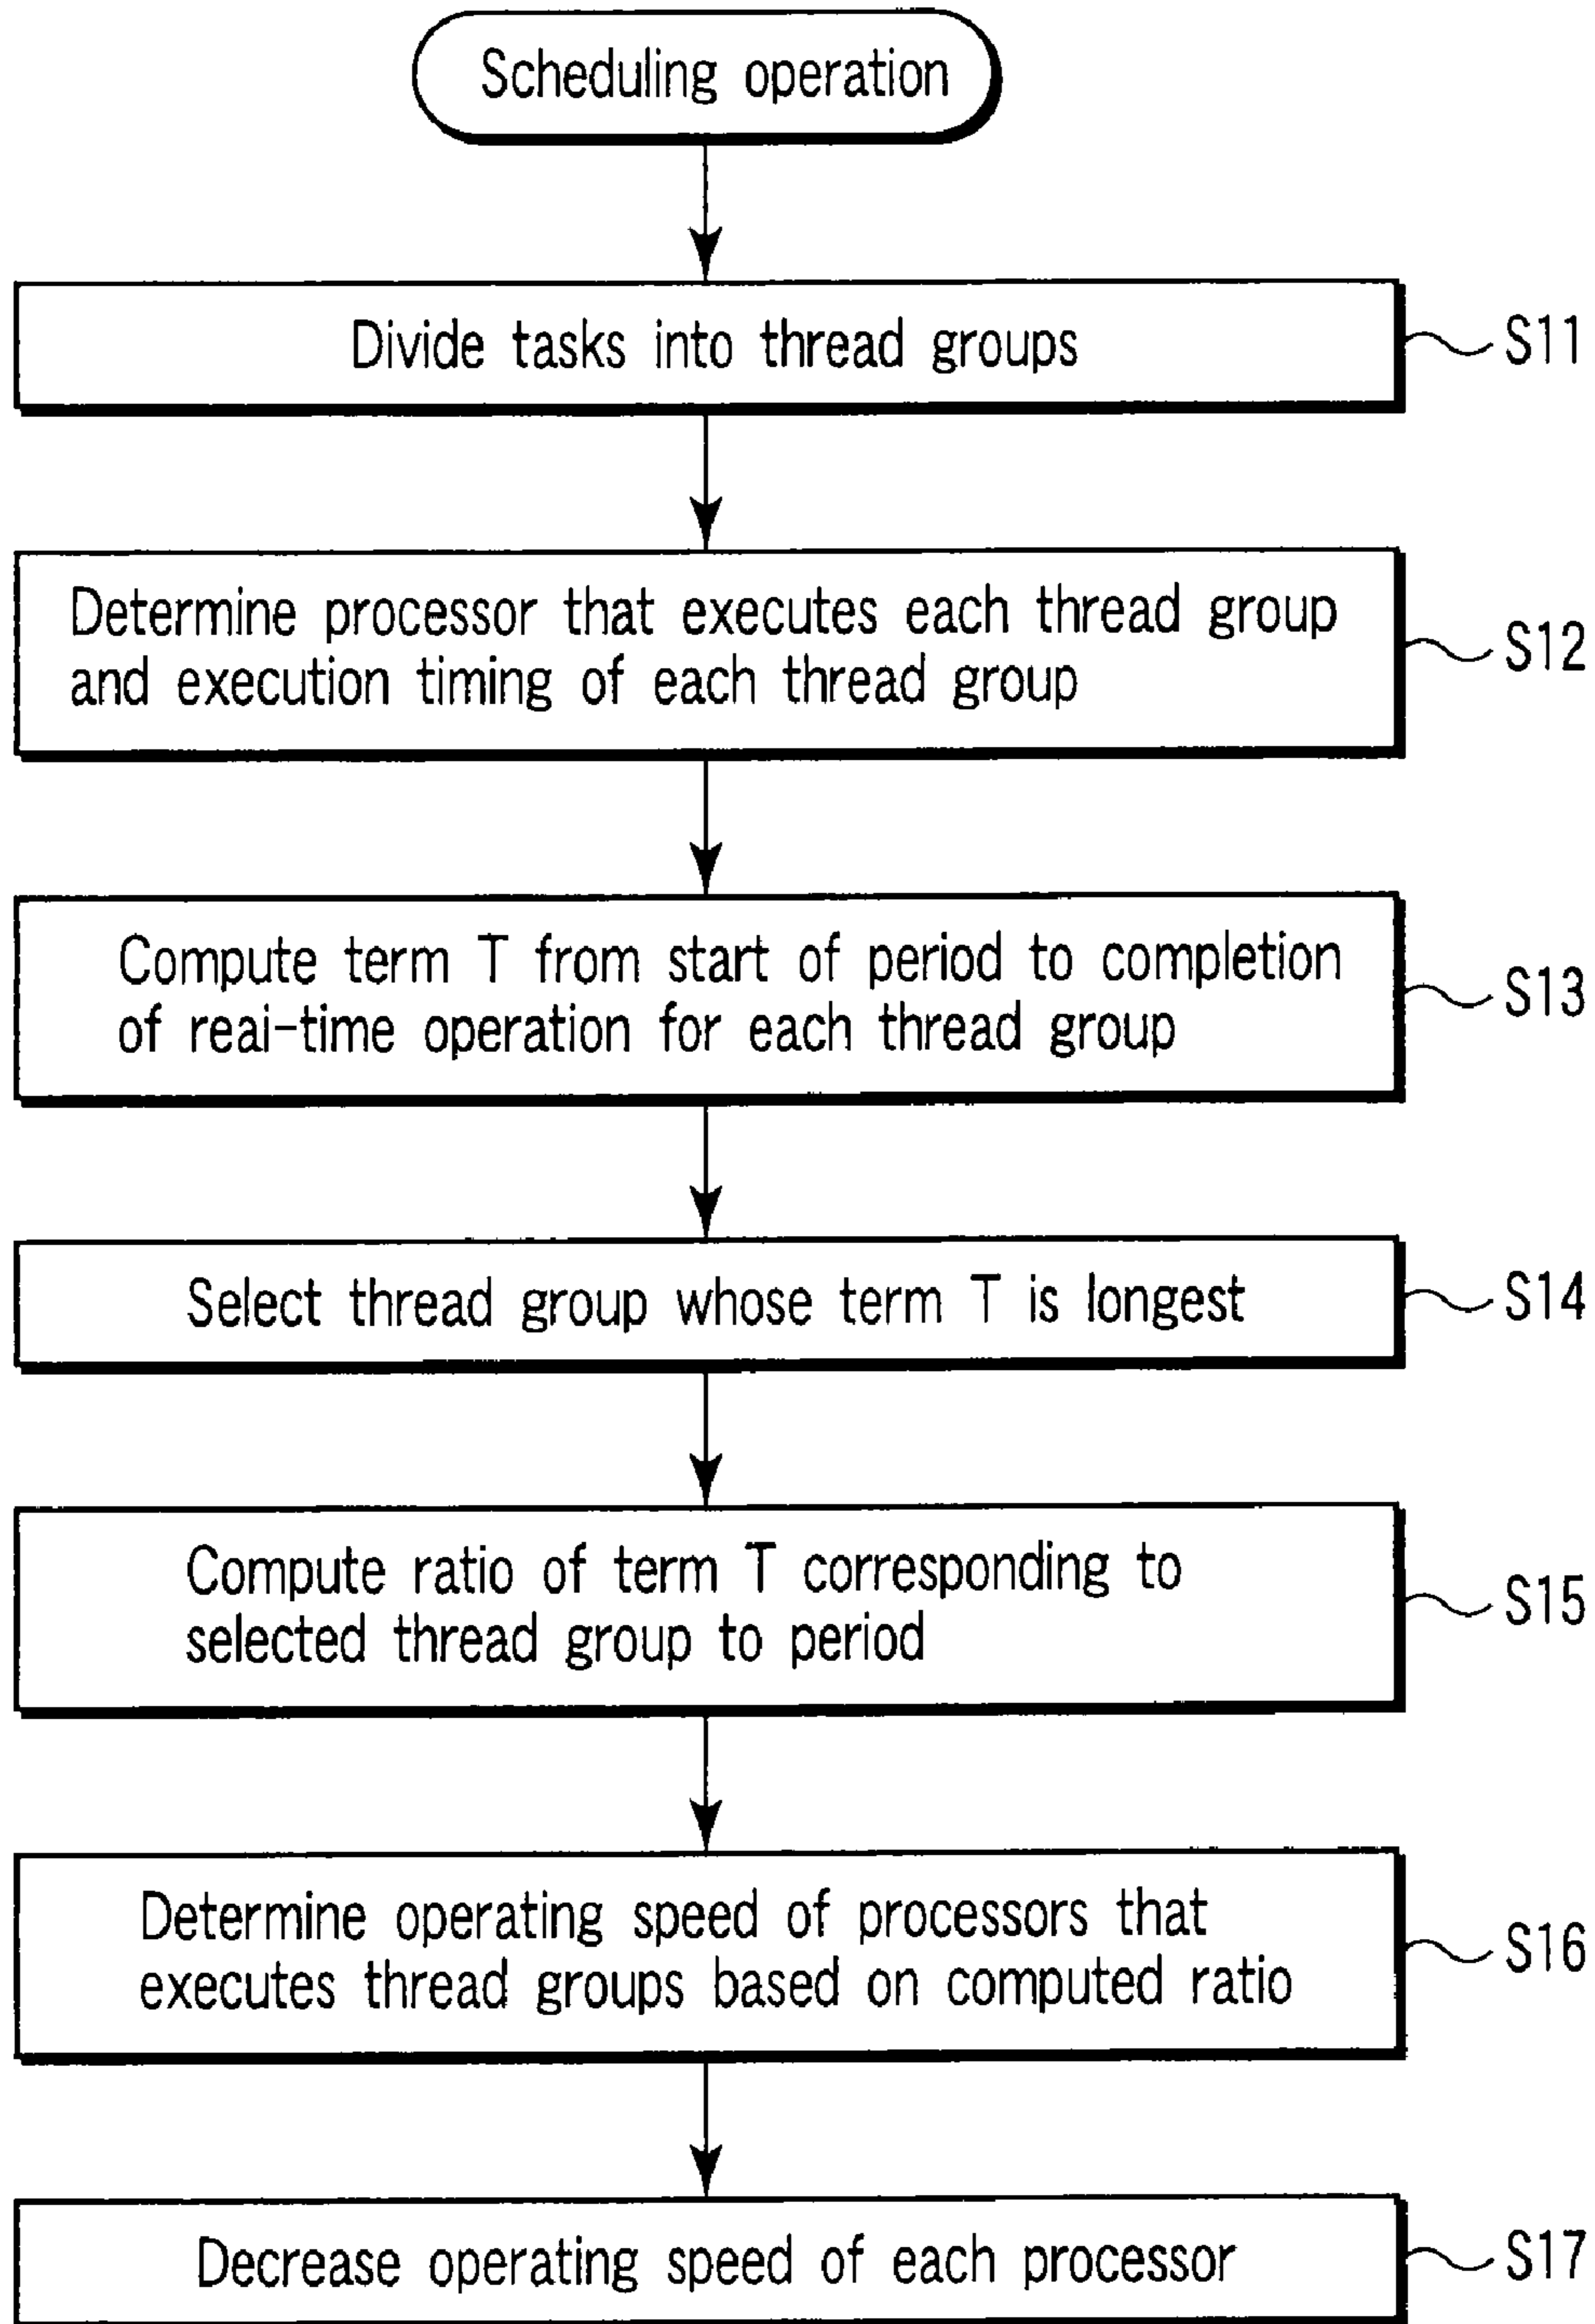 Scheduling operation
Divide tasks into thread groups
S11
Determine processor that executes each thread group
and execution timing of each thread group
S12
Compute term T from start of period to completion
of reai-time operation for each thread group
S13
Select thread group whose term T is longest
S14
Compute ratio of term T corresponding to
selected thread group to period
S15
Determine operating speed of processors that
executes thread groups based on computed ratio
S16
Decrease operating speed of each processor
S17